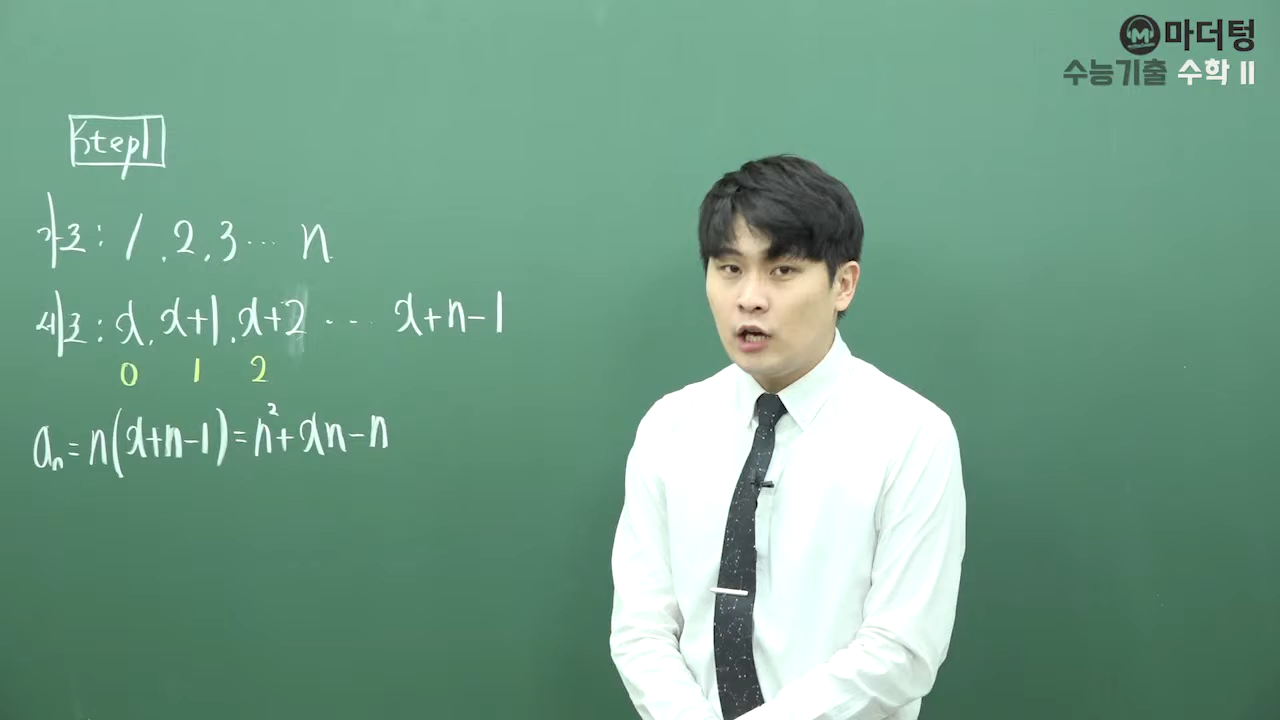 마더텅
수능기출 수학 II
Step1
가로: 1, 2, 3 ... n
세로: x, x+1, x+2 ... x+n-1
0 1 2
aₙ = n(x+n-1) = n²+xn-n